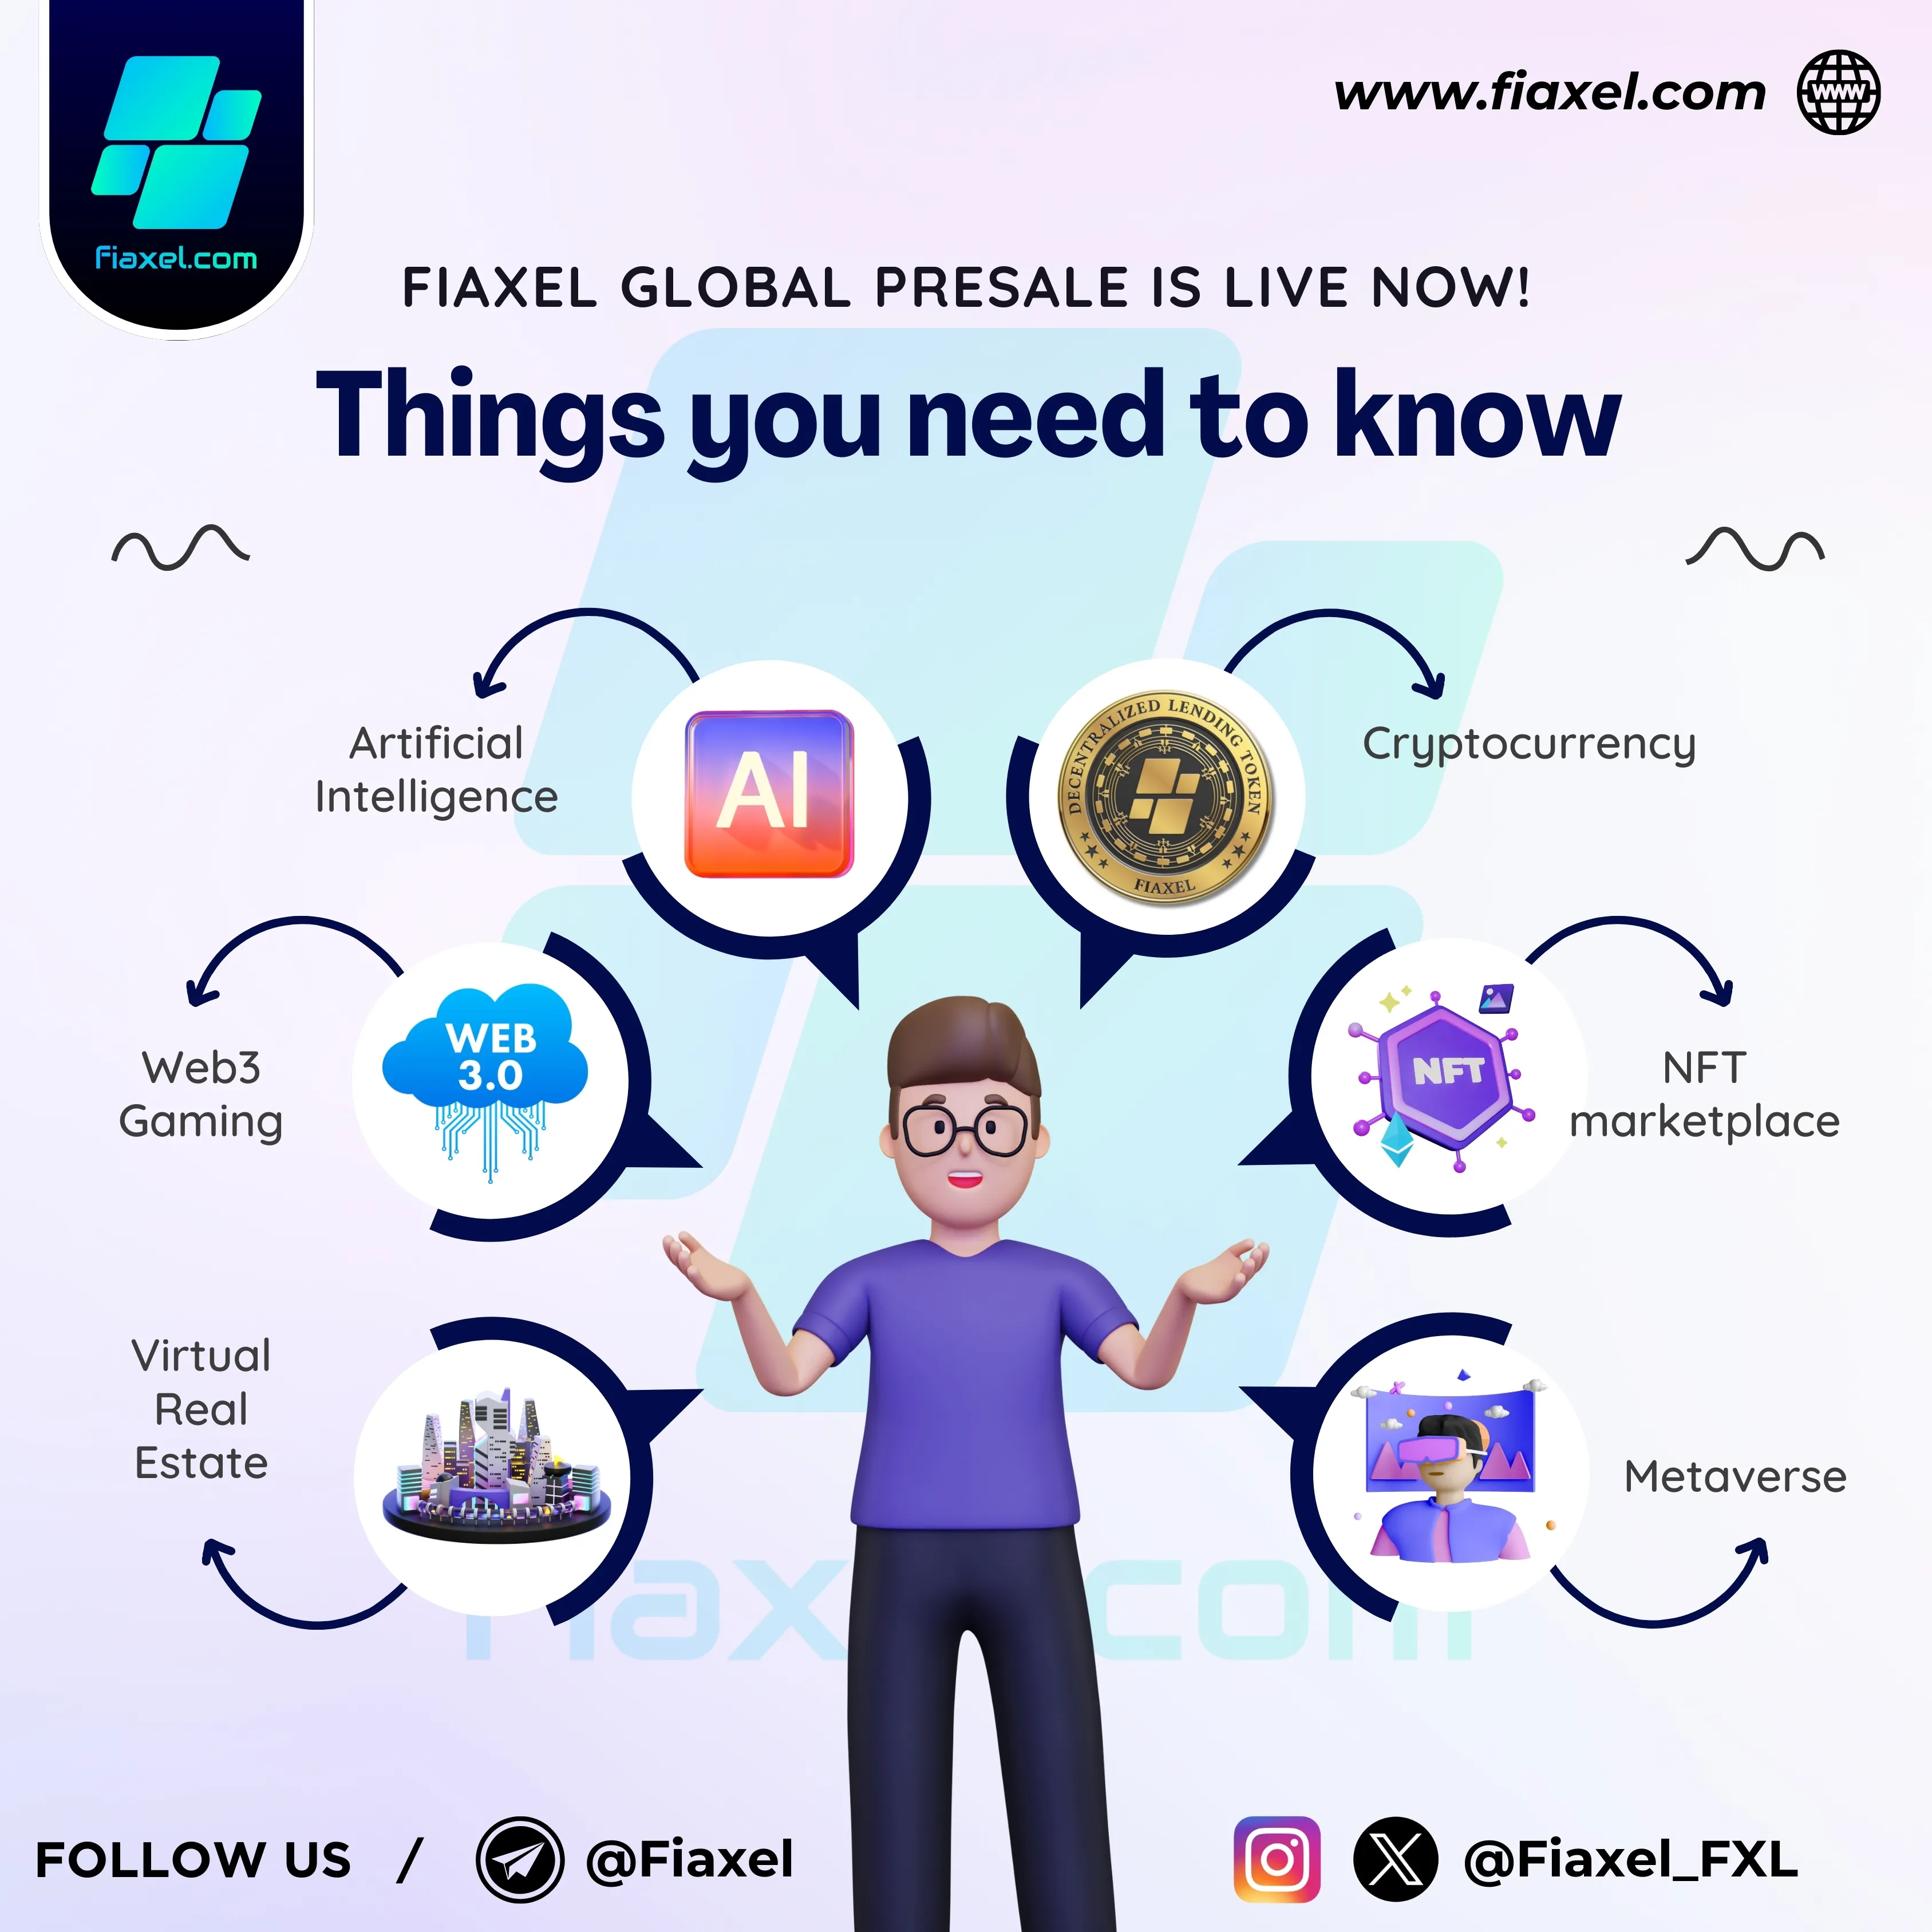 fiaxel.com
www.fiaxel.com
WWW
FIAXEL GLOBAL PRESALE IS LIVE NOW!
Things you need to know
Artificial
Intelligence
AI
DECENTRALIZED LENDING TOKEN
FIAXEL
Cryptocurrency
Web3
Gaming
WEB
3.0
NFT
NFT
marketplace
Virtual
Real
Estate
Metaverse
fiaxel.com
FOLLOW US / @Fiaxel
@Fiaxel_FXL